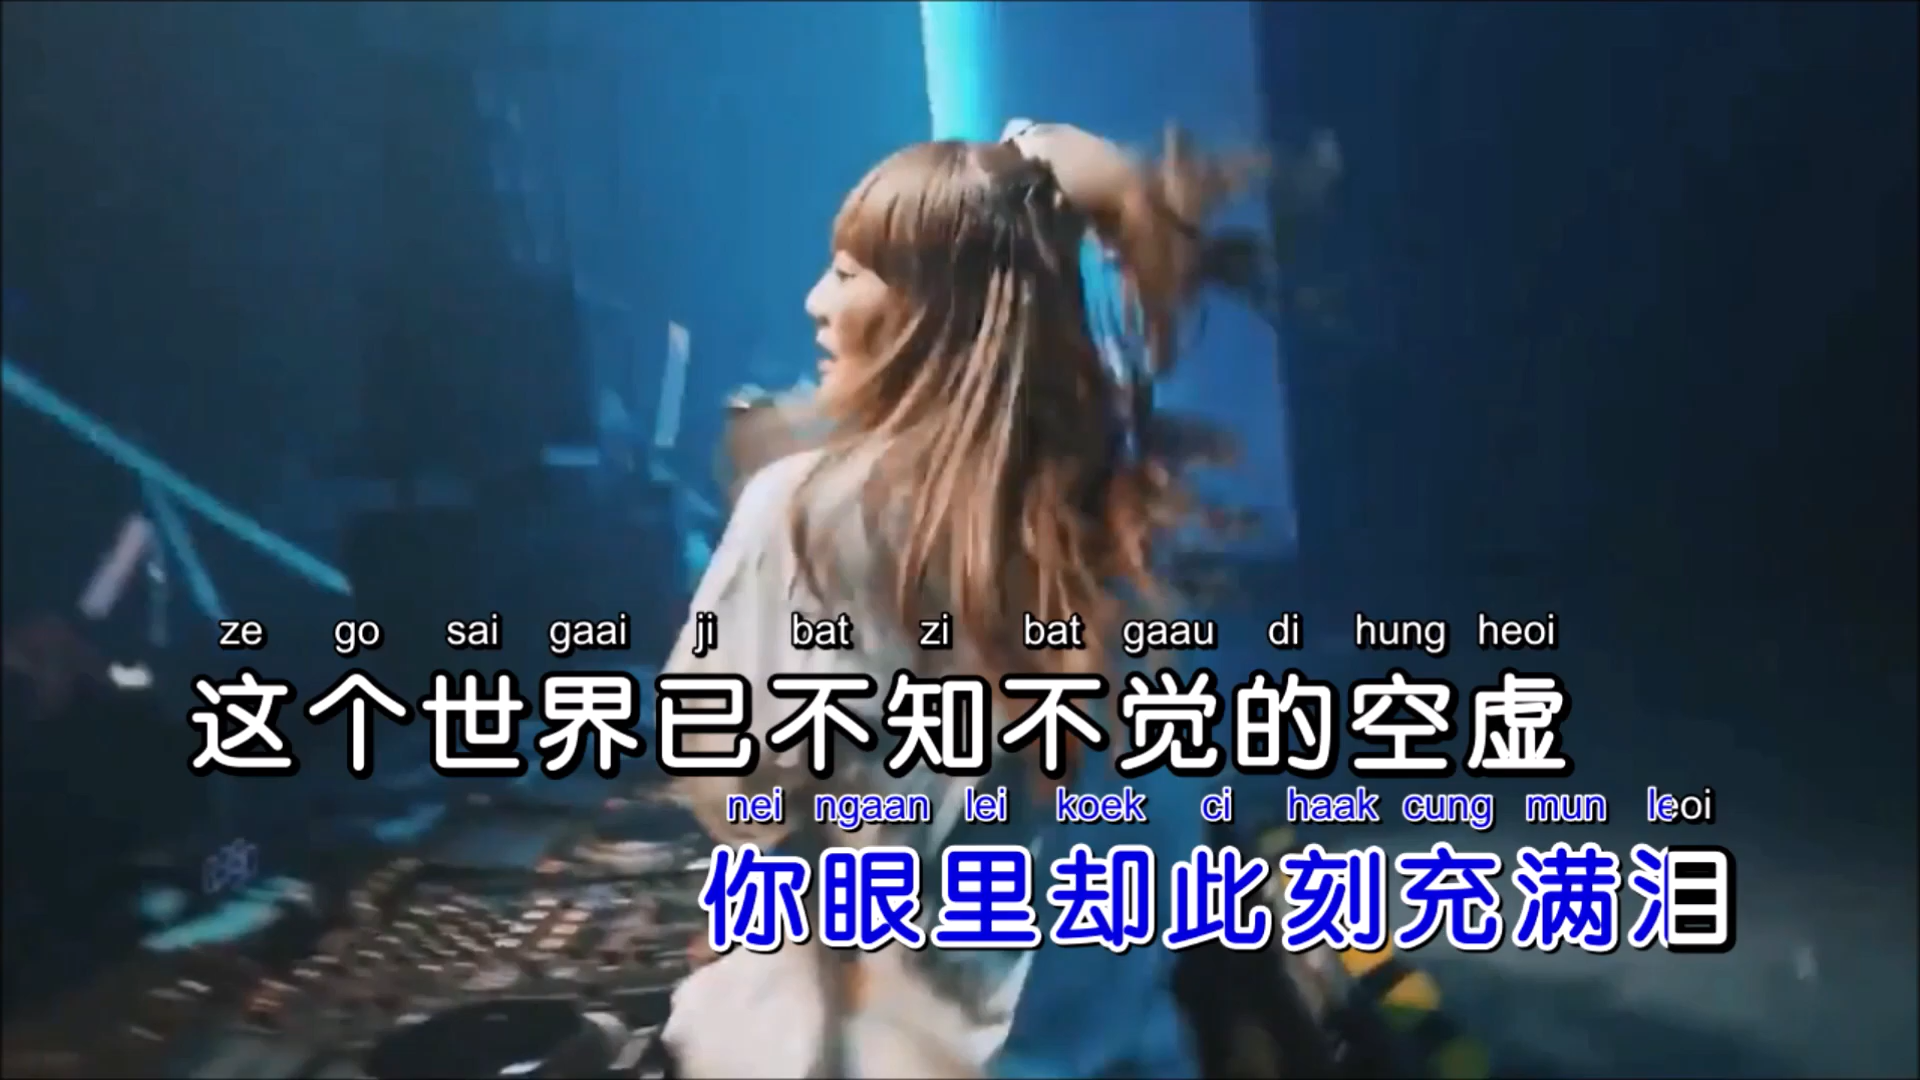 ze go sai gaai ji bat zi bat gaau di hung heoi
这个世界已不知不觉的空虚
nei ngaan lei koek ci haak cung mun leoi
你眼里却此刻充满泪